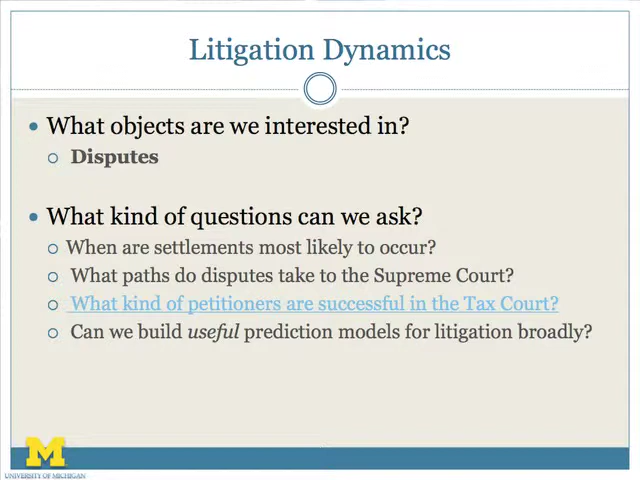 Litigation Dynamics
What objects are we interested in?
Disputes
What kind of questions can we ask?
When are settlements most likely to occur?
What paths do disputes take to the Supreme Court?
What kind of petitioners are successful in the Tax Court?
Can we build useful prediction models for litigation broadly?
M
UNIVERSITY OF MICHIGAN